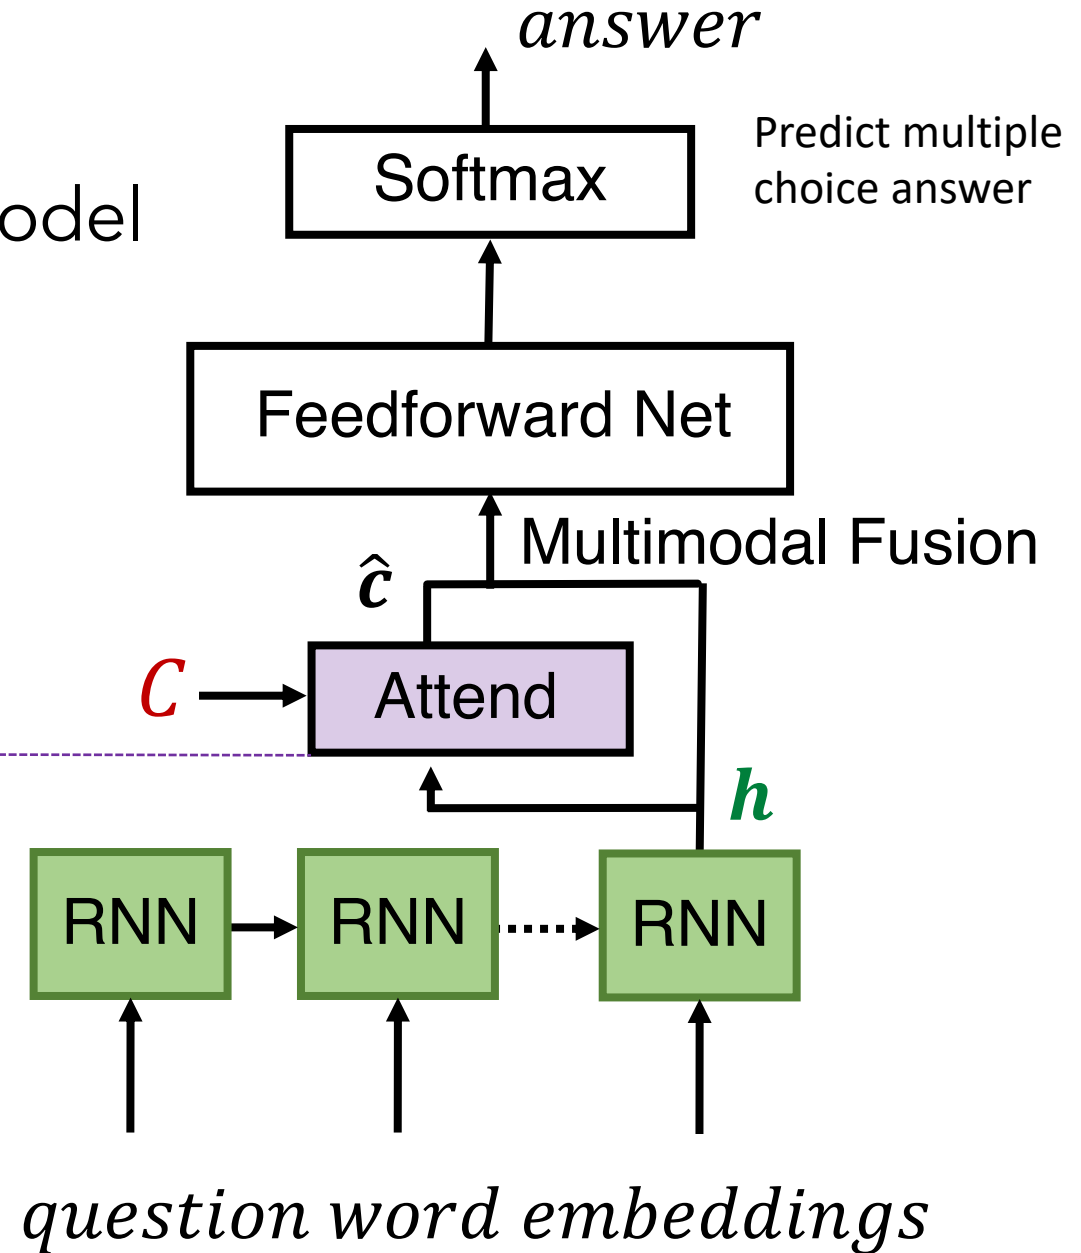 answer
Softmax
Predict multiple
choice answer
odel
Feedforward Net
Multimodal Fusion
ĉ
C
Attend
h
RNN
RNN
RNN
question word embeddings